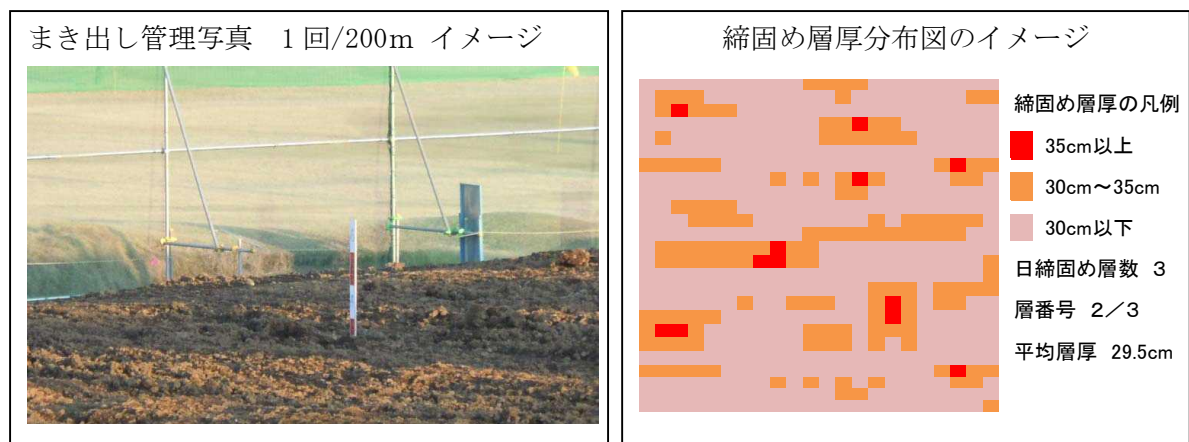 まき出し管理写真　1回/200m イメージ
締固め層厚分布図のイメージ
締固め層厚の凡例
35cm以上
30cm～35cm
30cm以下
日締固め層数　3
層番号　2／3
平均層厚　29.5cm